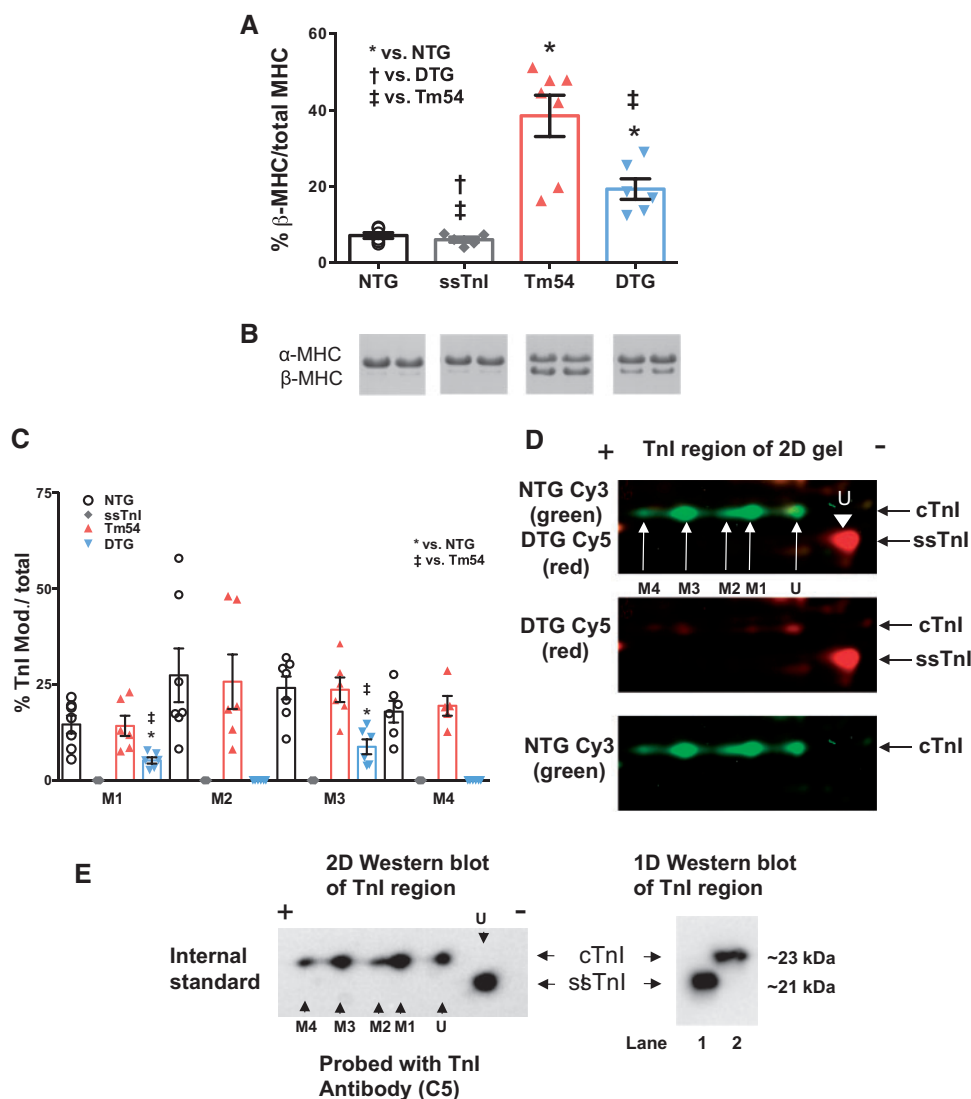 A
* vs. NTG
† vs. DTG
‡ vs. Tm54
% β-MHC/total MHC
60
40
20
0
*
†
‡
‡
*
NTG ssTnI Tm54 DTG
B
α-MHC
β-MHC
C
% TnI Mod./ total
75
50
25
0
NTG
ssTnI
Tm54
DTG
* vs. NTG
‡ vs. Tm54
‡
*
‡
*
M1 M2 M3 M4
D
+ TnI region of 2D gel -
NTG Cy3
(green)
DTG Cy5
(red)
U
cTnI
ssTnI
M4 M3 M2 M1 U
DTG Cy5
(red)
cTnI
ssTnI
NTG Cy3
(green)
cTnI
E
2D Western blot
of TnI region
+ U -
Internal
standard
M4 M3 M2 M1 U
Probed with TnI
Antibody (C5)
cTnI
ssTnI
1D Western blot
of TnI region
~23 kDa
~21 kDa
Lane 1 2